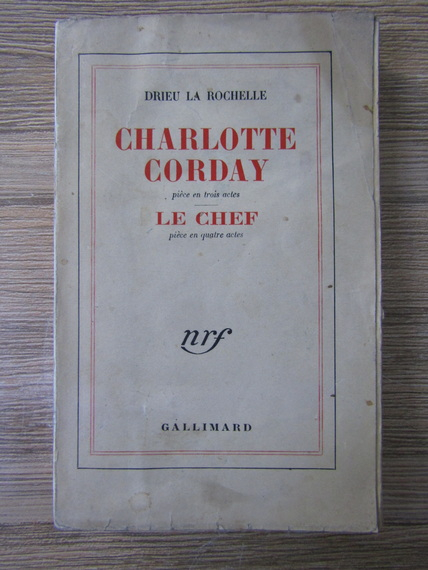 DRIEU LA ROCHELLE
CHARLOTTE
CORDAY
pièce en trois actes
LE CHEF
pièce en quatre actes
nrf
GALLIMARD